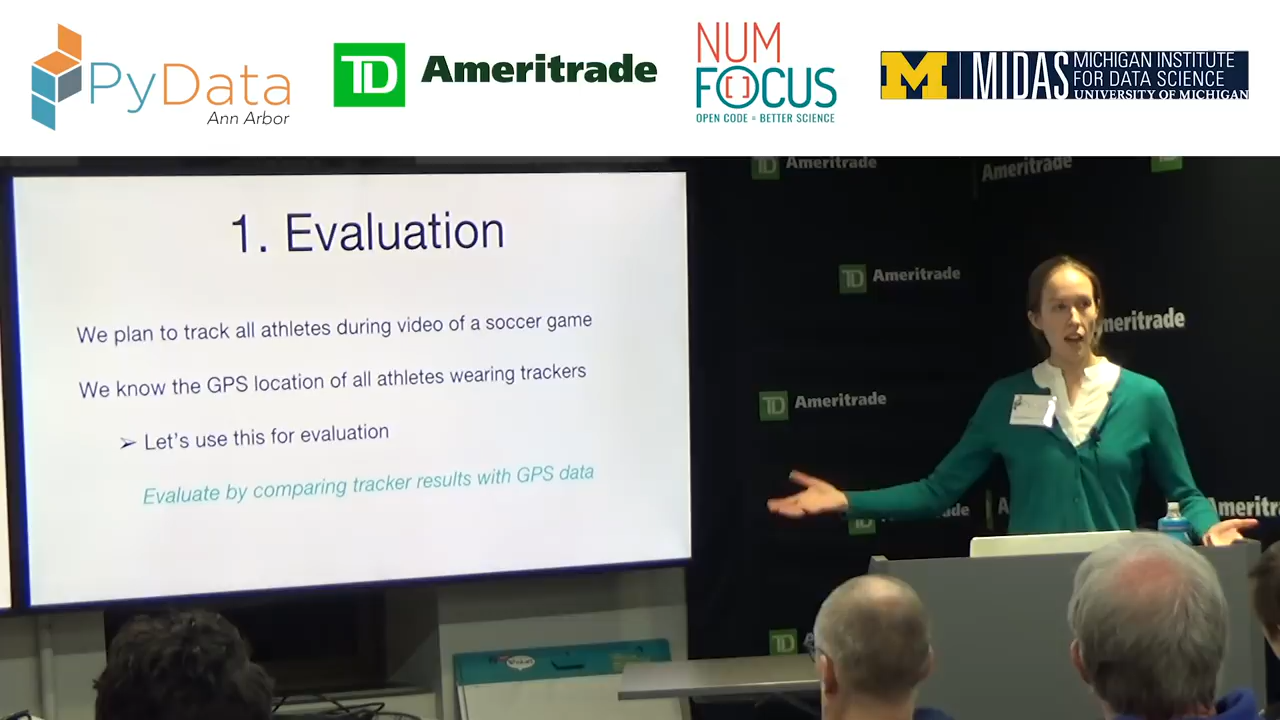 PyData
Ann Arbor
TD Ameritrade
NUM
FOCUS
OPEN CODE = BETTER SCIENCE
M MIDAS
MICHIGAN INSTITUTE
FOR DATA SCIENCE
UNIVERSITY OF MICHIGAN
1. Evaluation
We plan to track all athletes during video of a soccer game
We know the GPS location of all athletes wearing trackers
➢ Let's use this for evaluation
Evaluate by comparing tracker results with GPS data
TD Ameritrade
Ameritrade
TD Ameritrade
meritrade
TD Ameritrade
TD
TD